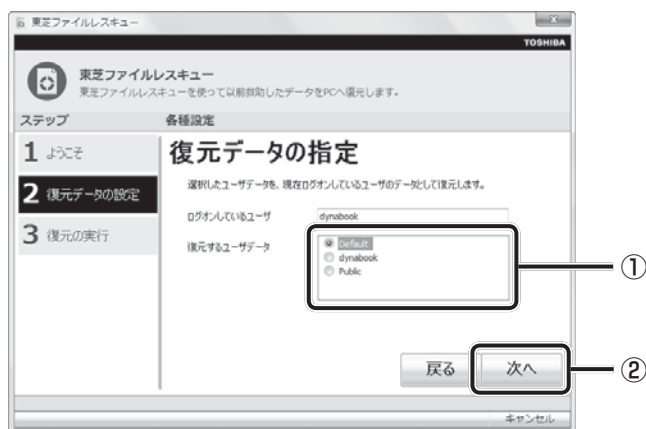 東芝ファイルレスキュー
TOSHIBA
東芝ファイルレスキュー
東芝ファイルレスキューを使って以前救助したデータをPCへ復元します。
ステップ
各種設定
1 ようこそ
2 復元データの設定
3 復元の実行
復元データの指定
選択したユーザデータを、現在ログオンしているユーザのデータとして復元します。
ログオンしているユーザ
dynabook
復元するユーザデータ
Default
dynabook
Public
①
戻る
次へ
②
キャンセル